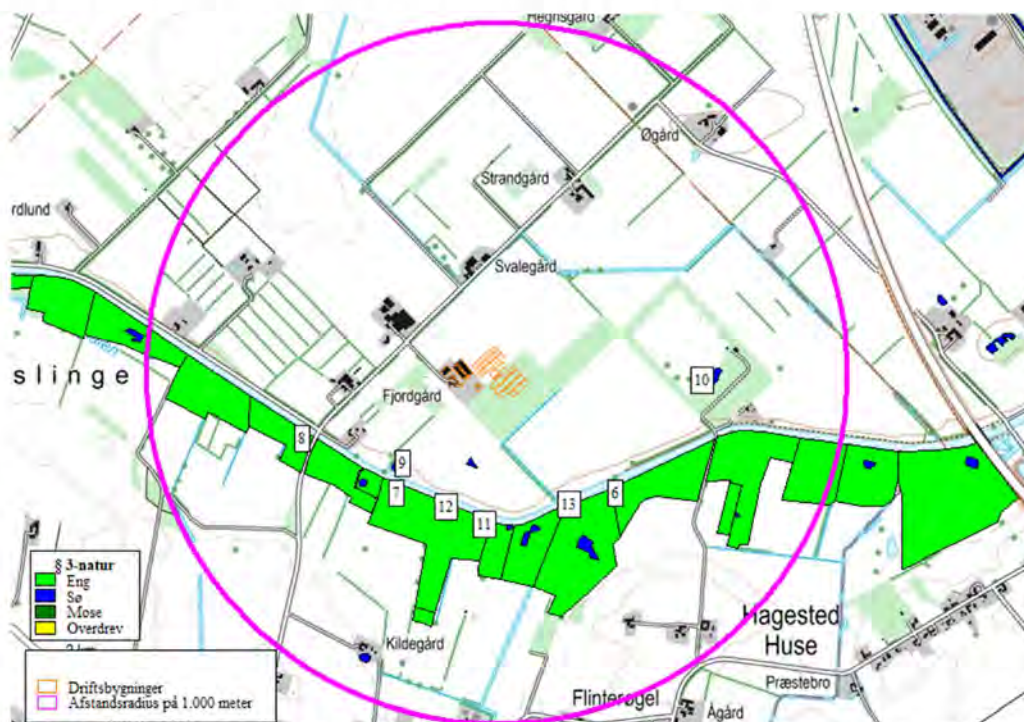 Hegnsgård
Øgård
Strandgård
rdlund
Svalegård
slinge
Fjordgård
10
8
9
7
12
11
13
6
§ 3-natur
Eng
Sø
Mose
Overdrev
Kildegård
Hagested
Huse
Præstebro
Flinterøgel
Ågård
Driftsbygninger
Afstandsradius på 1.000 meter